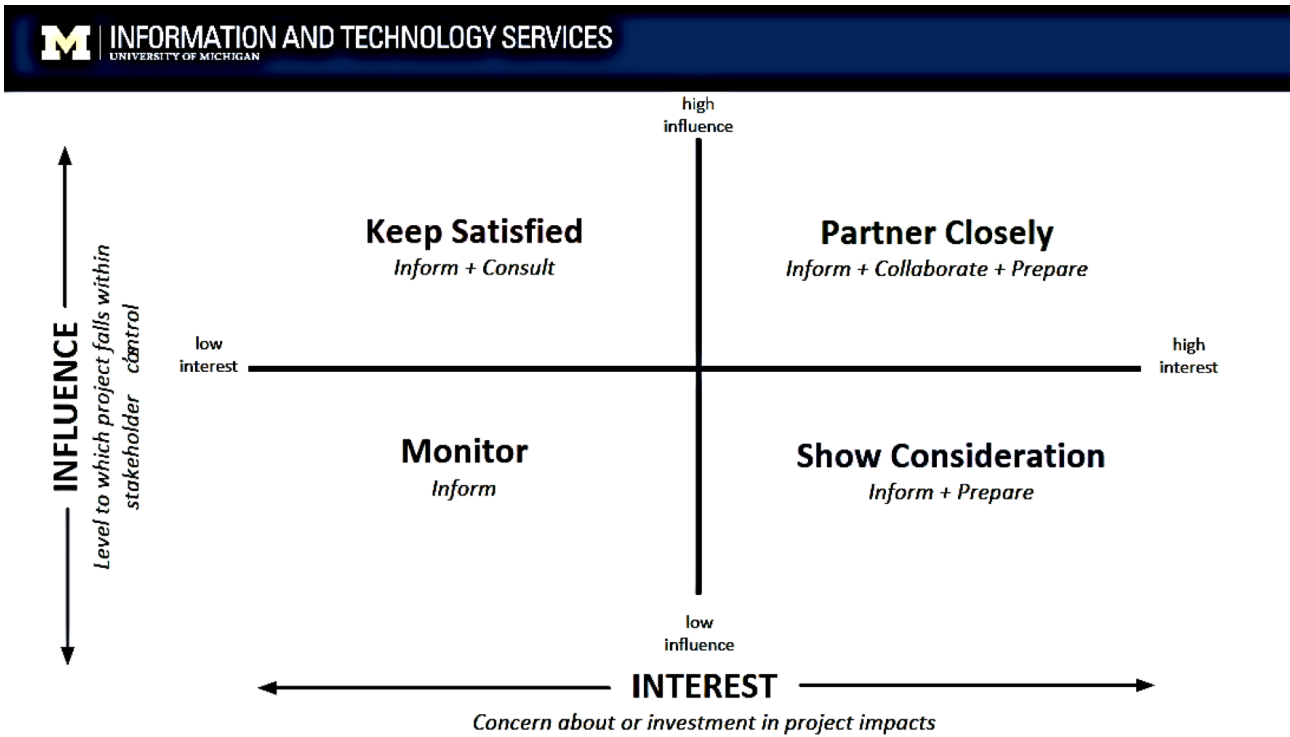 M INFORMATION AND TECHNOLOGY SERVICES
UNIVERSITY OF MICHIGAN
high
influence
Keep Satisfied
Inform + Consult
Partner Closely
Inform + Collaborate + Prepare
INFLUENCE
Level to which project falls within
stakeholder control
low
interest
high
interest
Monitor
Inform
Show Consideration
Inform + Prepare
low
influence
INTEREST
Concern about or investment in project impacts